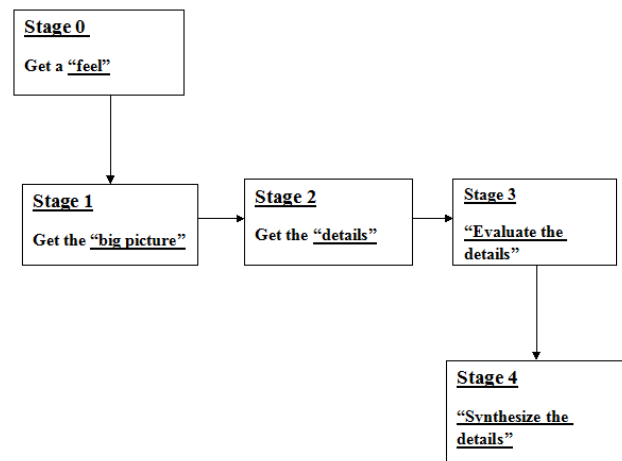 Stage 0
Get a “feel”
Stage 1
Get the “big picture”
Stage 2
Get the “details”
Stage 3
“Evaluate the
details”
Stage 4
“Synthesize the
details”